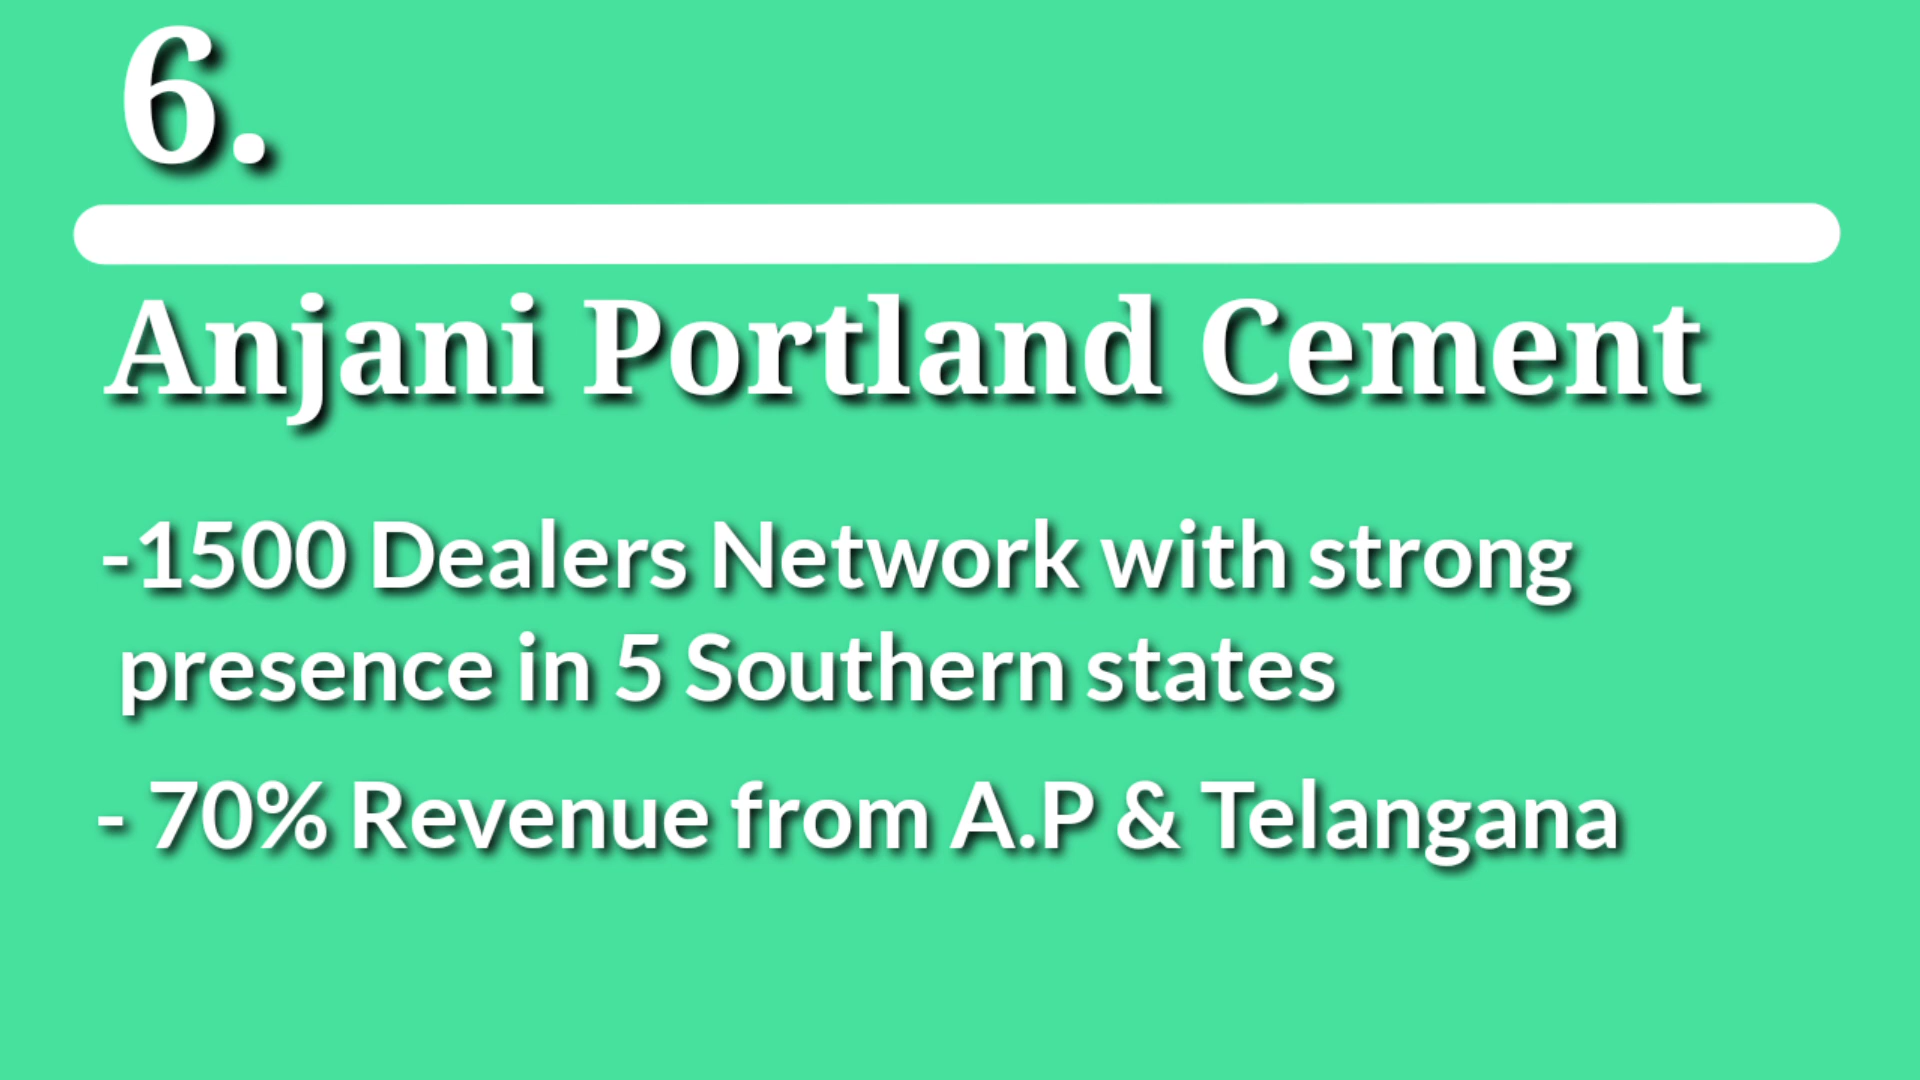 6.
Anjani Portland Cement
-1500 Dealers Network with strong
presence in 5 Southern states
- 70% Revenue from A.P & Telangana